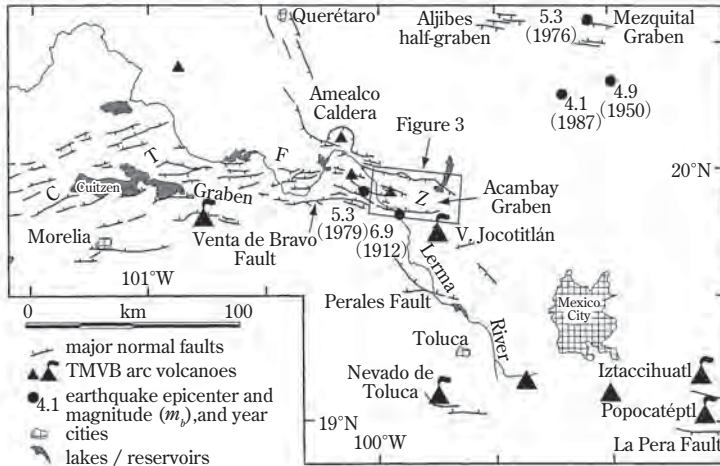 Querétaro
Aljibes
half-graben
5.3
(1976)
Mezquital
Graben
4.1
(1987)
4.9
(1950)
Amealco
Caldera
Figure 3
20°N
C
T
F
Z
Cuitzen
Graben
Acambay
Graben
Morelia
Venta de Bravo
Fault
5.3
(1979)
6.9
(1912)
V. Jocotitlán
101°W
Lerma
River
Perales Fault
Mexico
City
Toluca
Nevado de
Toluca
Iztaccihuatl
Popocatéptl
La Pera Fault
19°N
100°W
0
100
km
major normal faults
TMVB arc volcanoes
4.1
earthquake epicenter and
magnitude (m_b),and year
cities
lakes / reservoirs